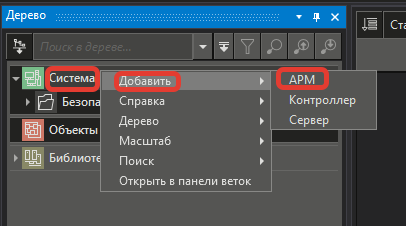 Дерево
Поиск в дереве...
Ста
Система
Добавить
АРМ
Безопа
Справка
Контроллер
Объекты
Дерево
Сервер
Библиоте
Масштаб
Поиск
Открыть в панели веток